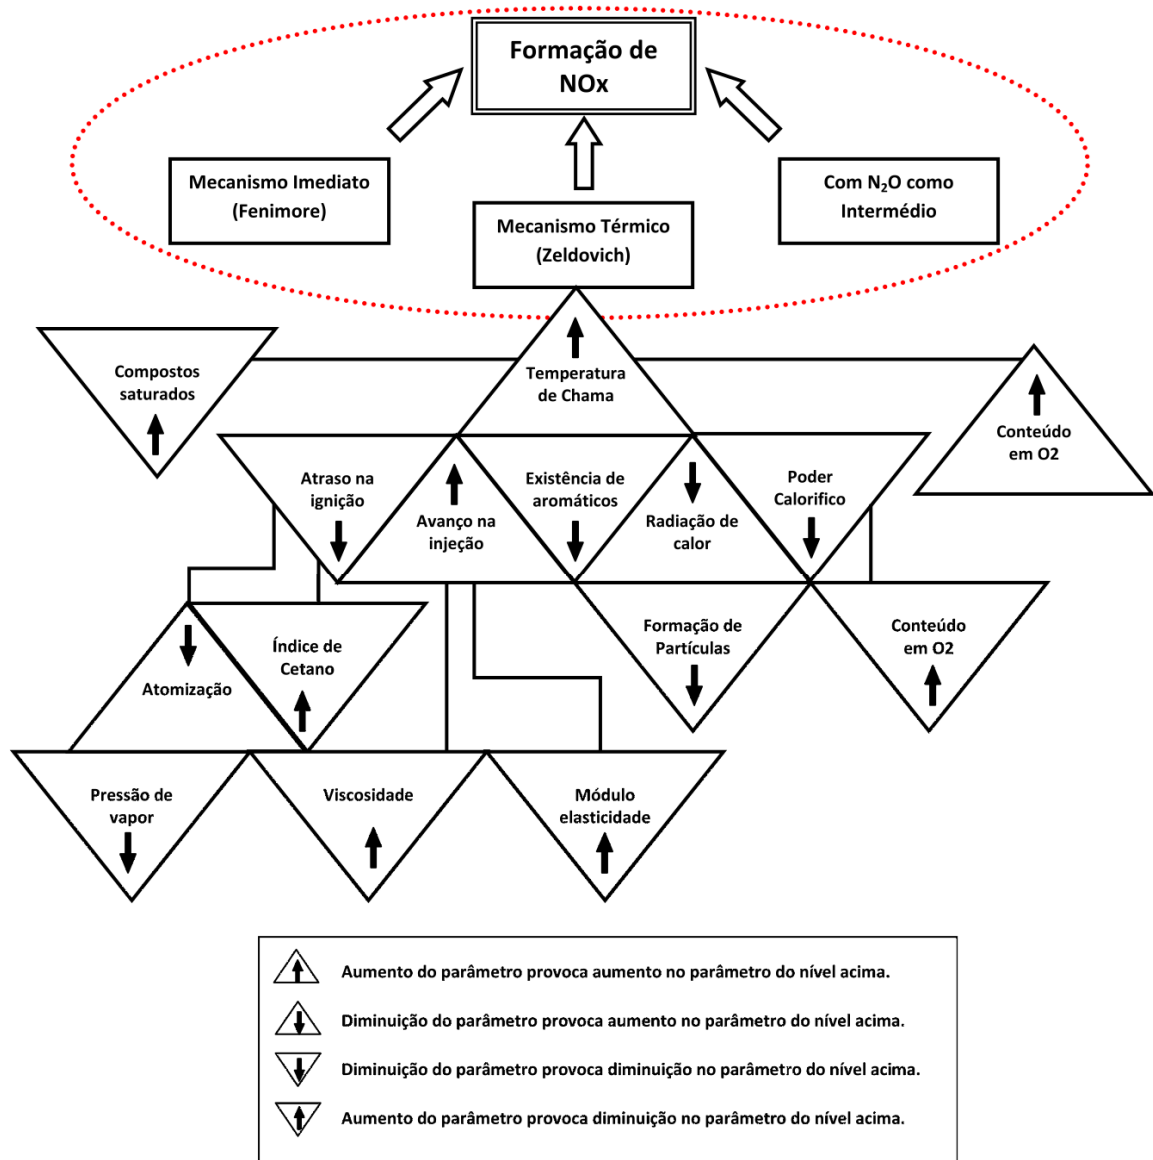 Formação de
NOx
Mecanismo Imediato
(Fenimore)
Com N₂O como
Intermédio
Mecanismo Térmico
(Zeldovich)
Compostos
saturados
Temperatura
de Chama
Conteúdo
em O2
Atraso na
ignição
Avanço na
injeção
Existência de
aromáticos
Radiação de
calor
Poder
Calorifico
Atomização
Índice de
Cetano
Formação de
Partículas
Conteúdo
em O2
Pressão de
vapor
Viscosidade
Módulo
elasticidade
Aumento do parâmetro provoca aumento no parâmetro do nível acima.
Diminuição do parâmetro provoca aumento no parâmetro do nível acima.
Diminuição do parâmetro provoca diminuição no parâmetro do nível acima.
Aumento do parâmetro provoca diminuição no parâmetro do nível acima.